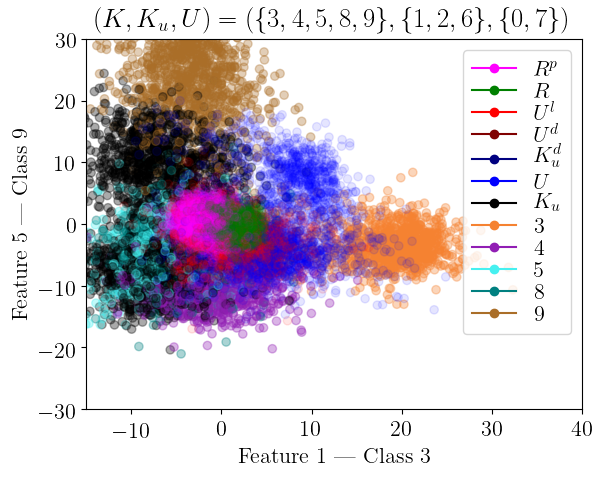 (K, K_u, U) = ({3, 4, 5, 8, 9}, {1, 2, 6}, {0, 7})
30
20
10
0
−10
−20
−30
Feature 5 — Class 9
R^p
R
U^l
U^d
K_u^d
U
K_u
3
4
5
8
9
−10
0
10
20
30
40
Feature 1 — Class 3